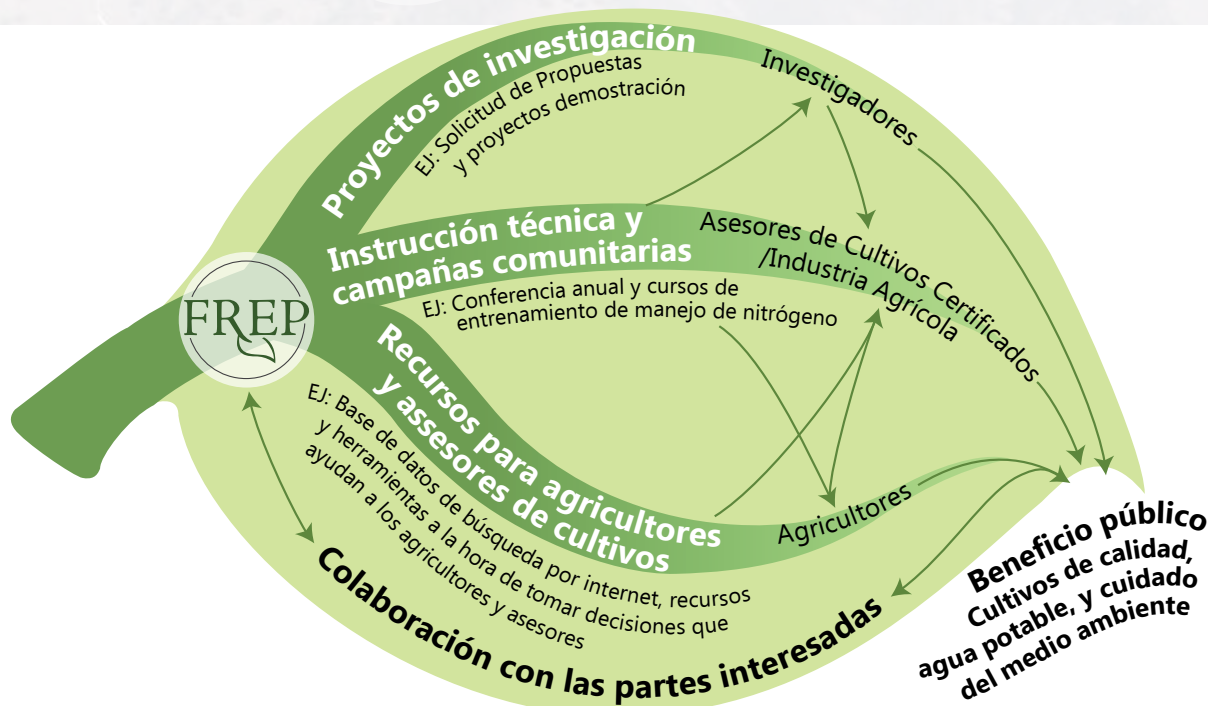 Proyectos de investigación
EJ: Solicitud de Propuestas
y proyectos demostración
Investigadores
FREP
Instrucción técnica y
campañas comunitarias
EJ: Conferencia anual y cursos de
entrenamiento de manejo de nitrógeno
Asesores de Cultivos Certificados
/Industria Agrícola
Recursos para agricultores
y assesores de cultivos
EJ: Base de datos de búsqueda por internet, recursos
y herramientas a la hora de tomar decisiones que
ayudan a los agricultores y asesores
Agricultores
Colaboración con las partes interesadas
Beneficio público
Cultivos de calidad,
agua potable, y cuidado
del medio ambiente